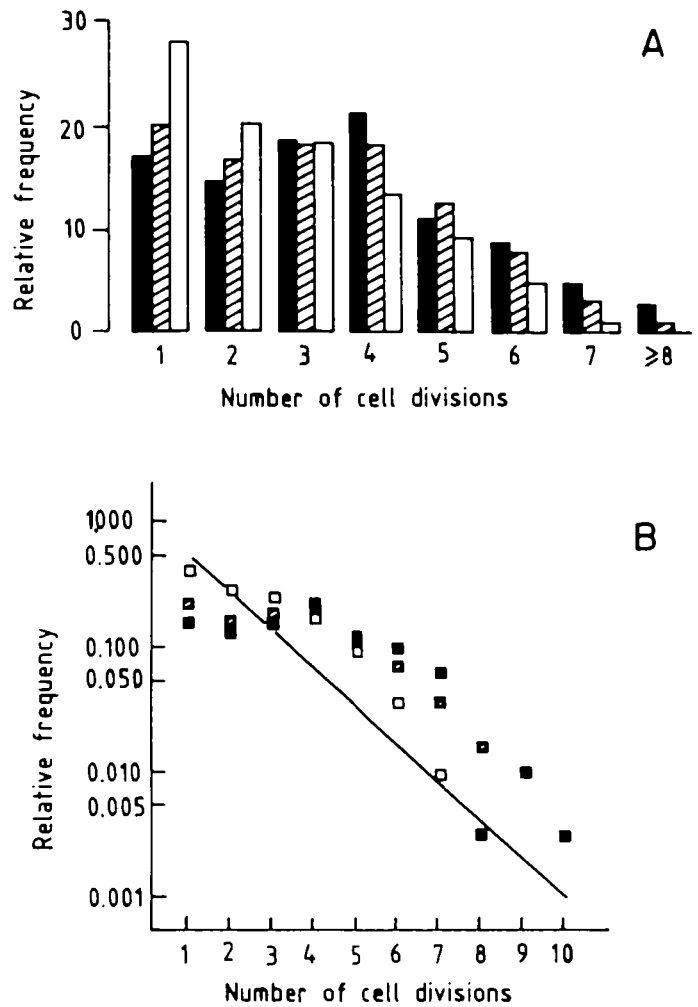 A
Relative frequency
30
20
10
0
1 2 3 4 5 6 7 ≥8
Number of cell divisions
B
Relative frequency
1,000
0.500
0.100
0.050
0.010
0.005
0.001
1 2 3 4 5 6 7 8 9 10
Number of cell divisions